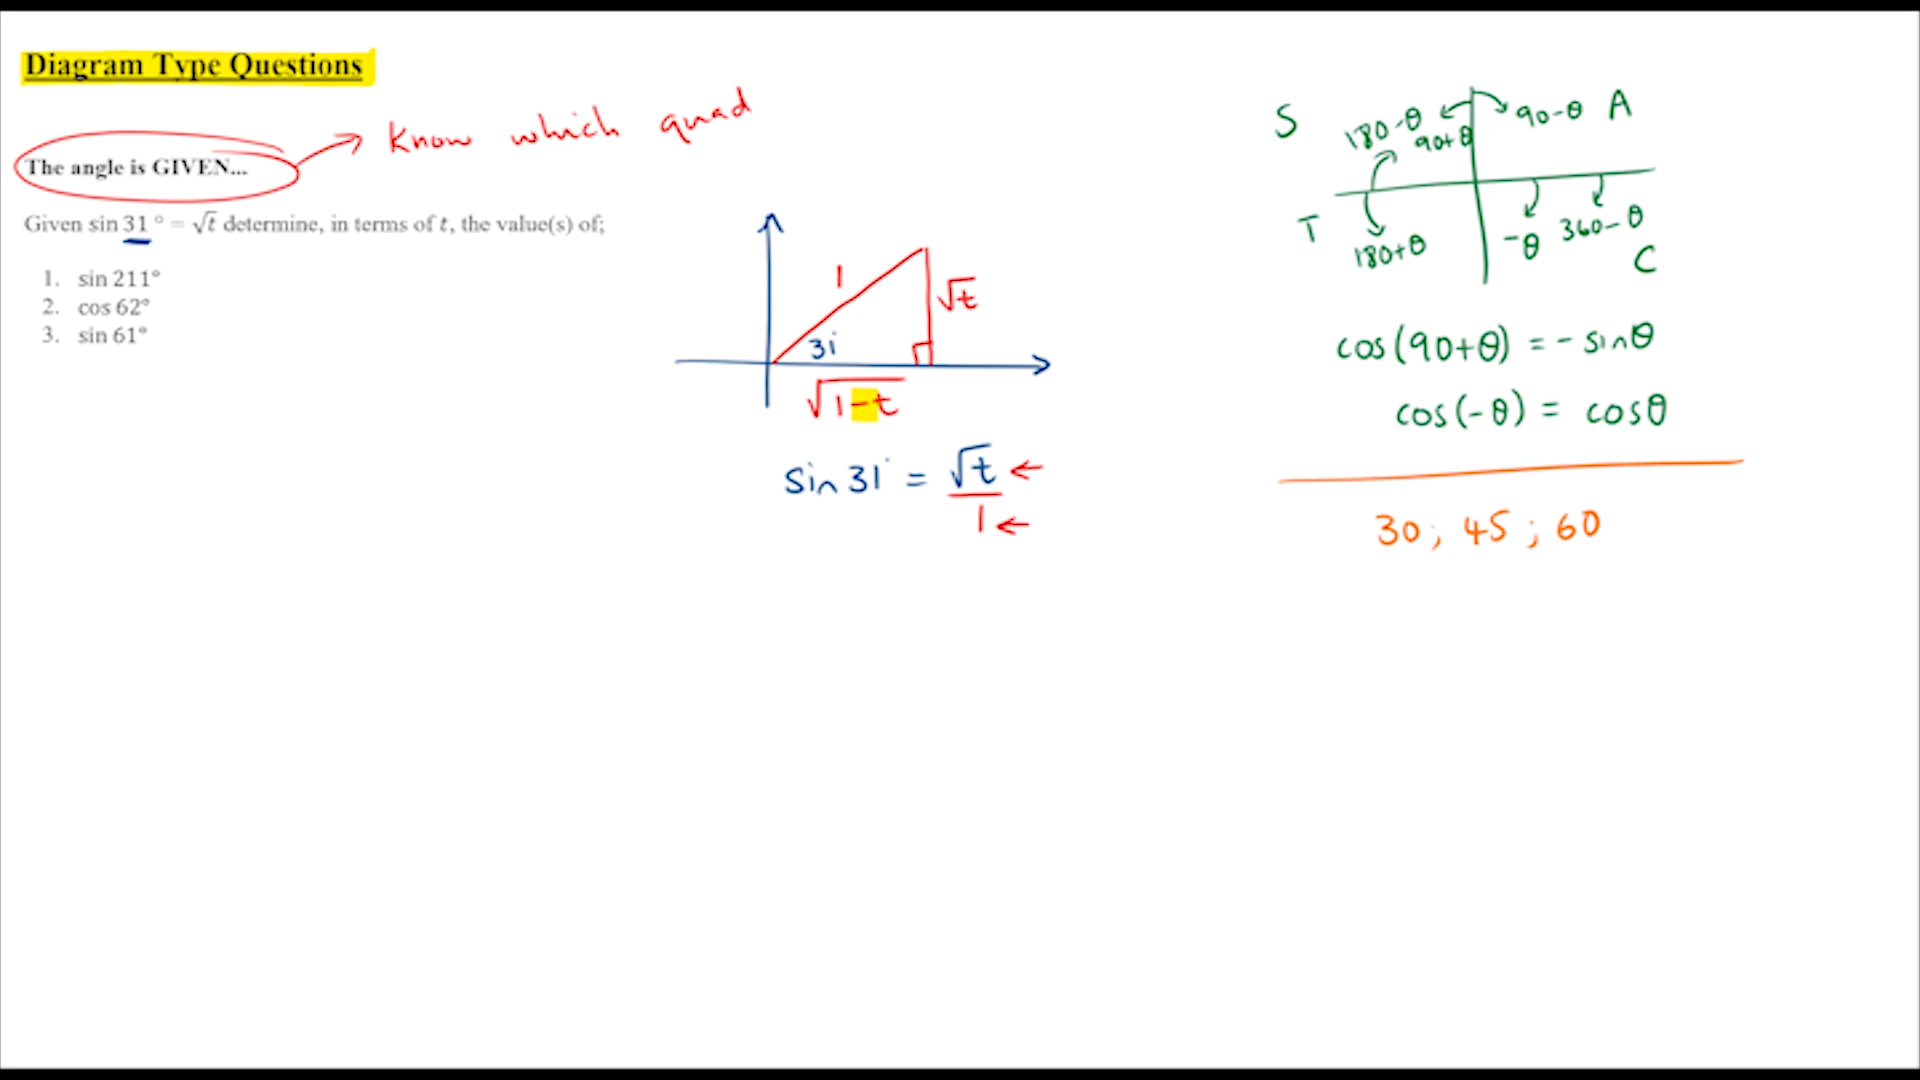 Diagram Type Questions
The angle is GIVEN...
Know which quad
Given sin 31° = √t determine, in terms of t, the value(s) of;
1. sin 211°
2. cos 62°
3. sin 61°
1
√t
31
√1-t
sin 31 = √t
1
S
180-θ
90+θ
90-θ
A
T
180+θ
-θ
360-θ
C
cos(90+θ) = - sinθ
cos(-θ) = cosθ
30; 45; 60